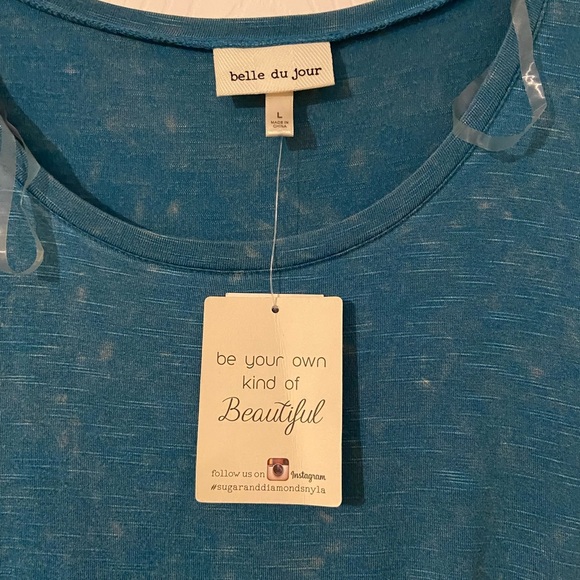 belle du jour
L
MADE IN
CHINA
be your own
kind of
Beautiful
follow us on Instagram
#sugaranddiamondsnyla